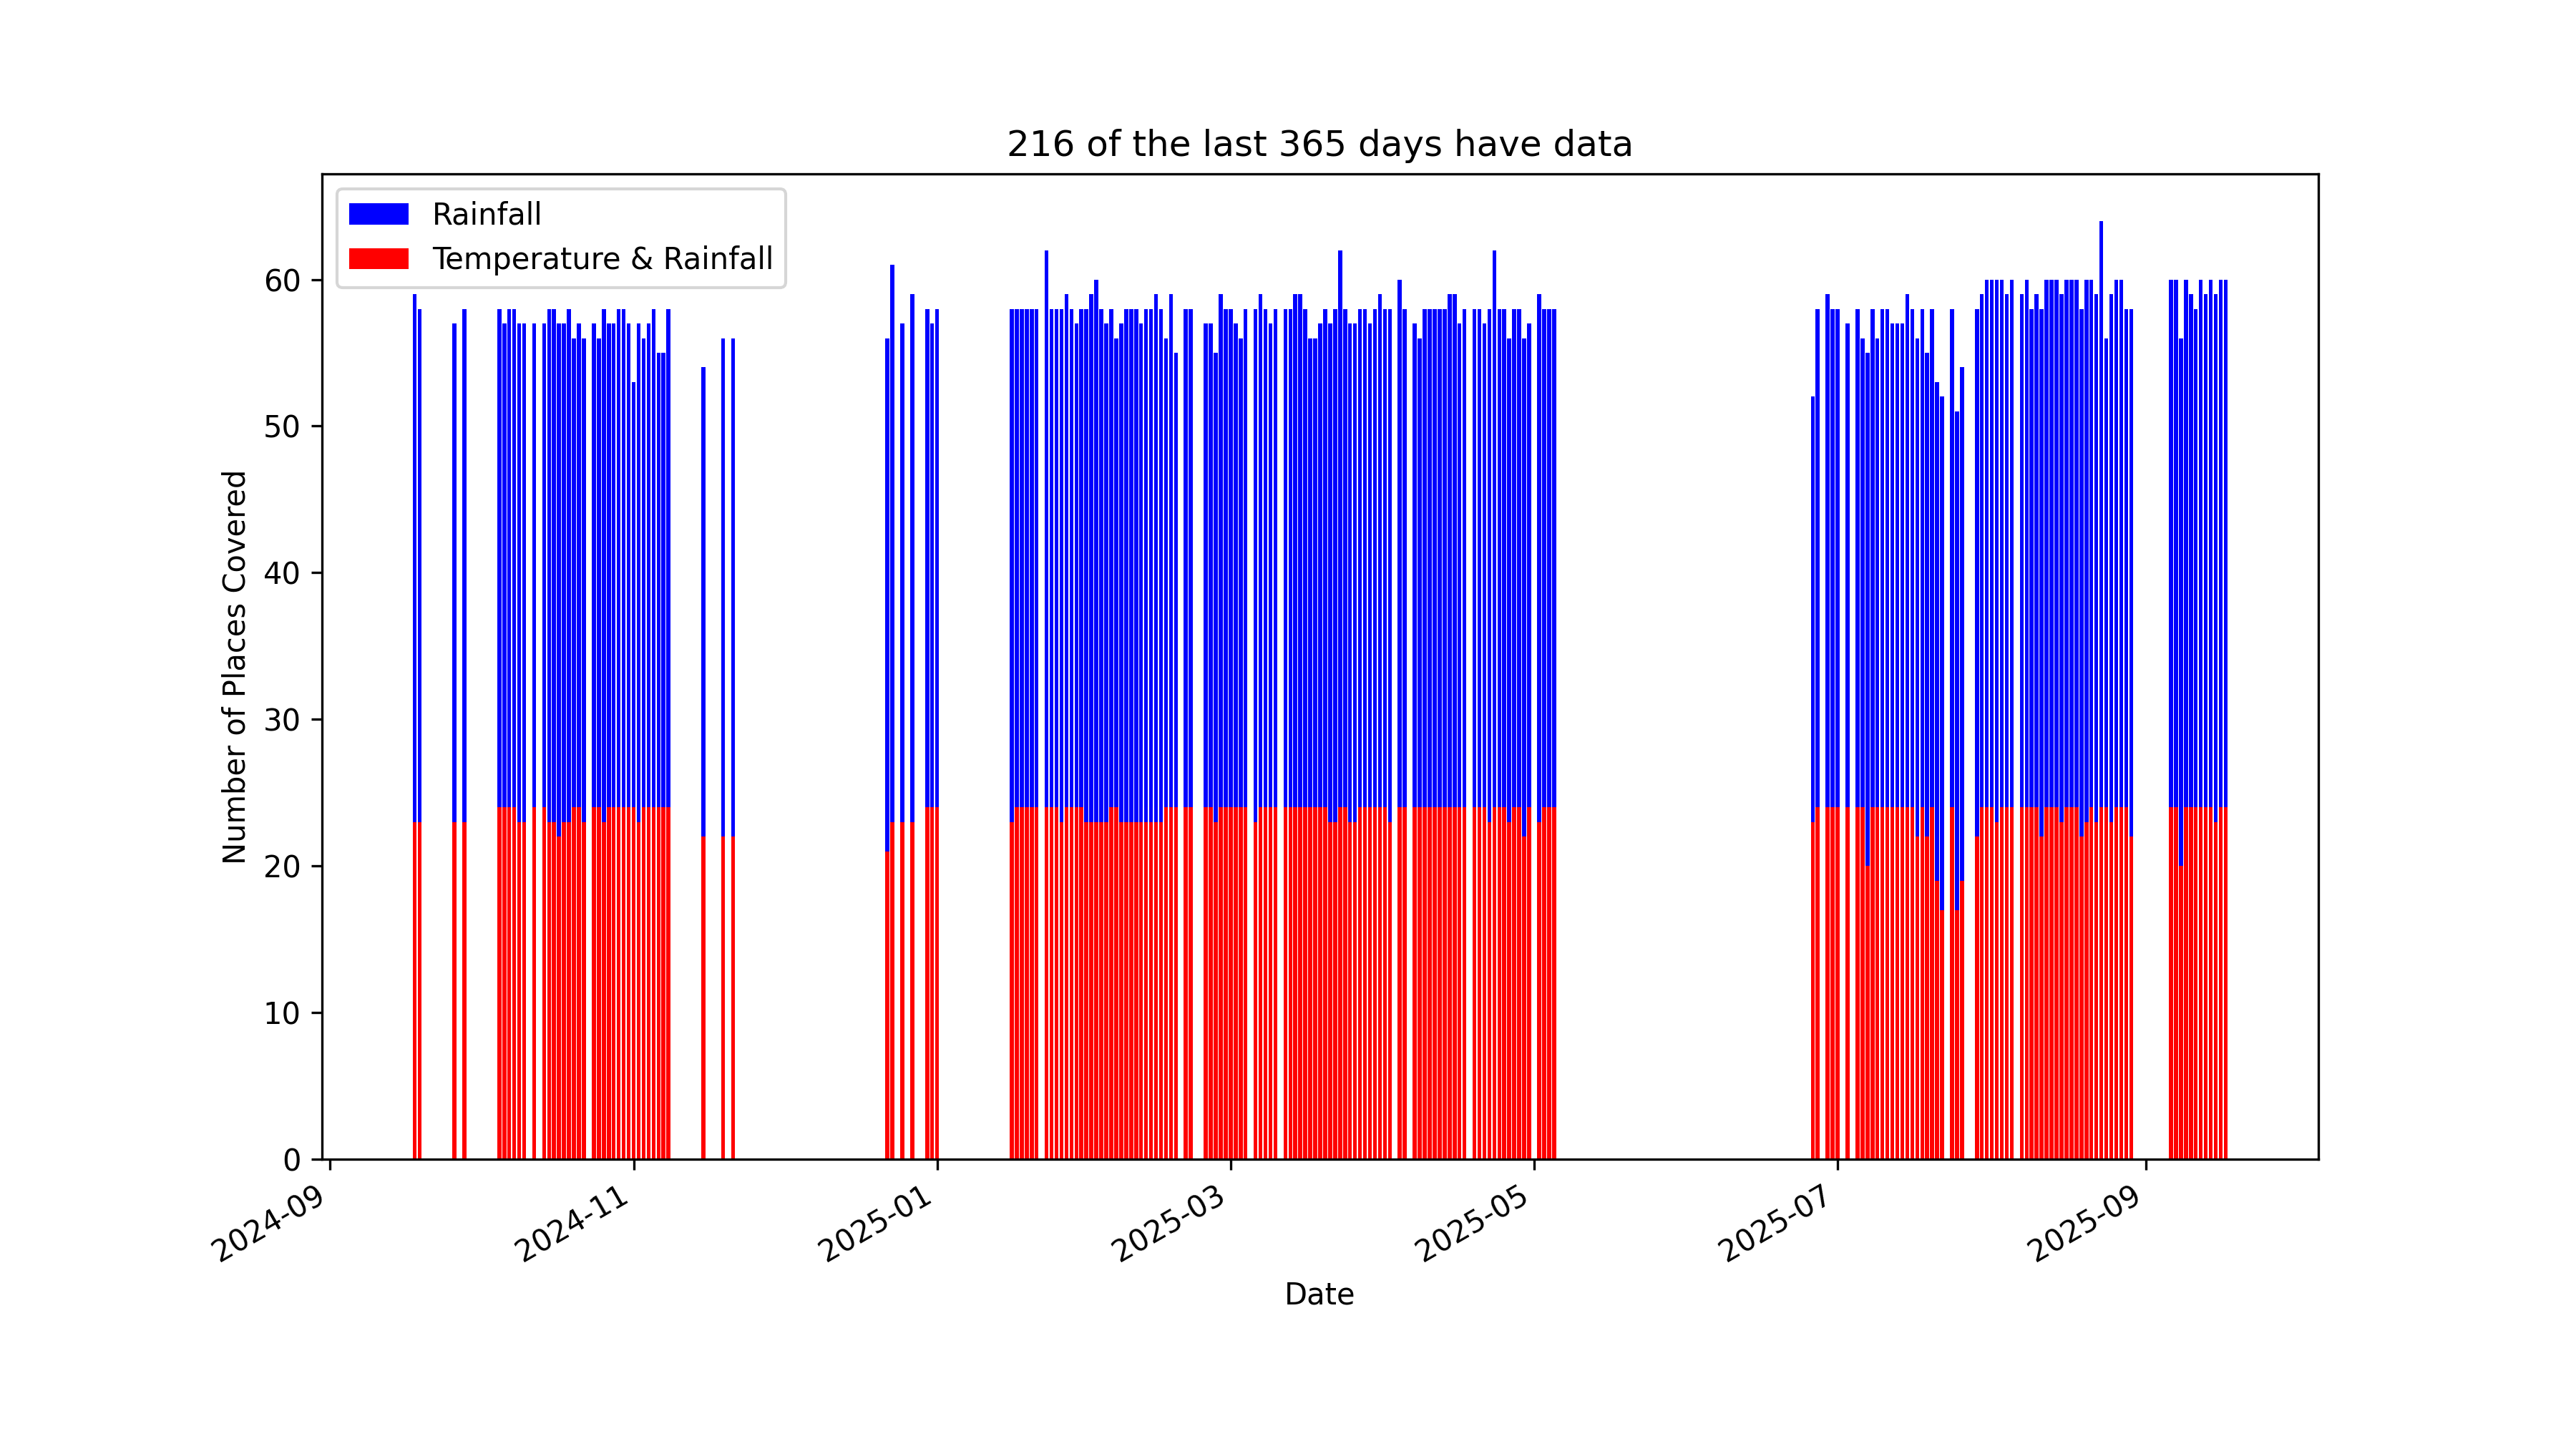 216 of the last 365 days have data
Rainfall
Temperature & Rainfall
Number of Places Covered
60
50
40
30
20
10
0
2024-09
2024-11
2025-01
2025-03
2025-05
2025-07
2025-09
Date